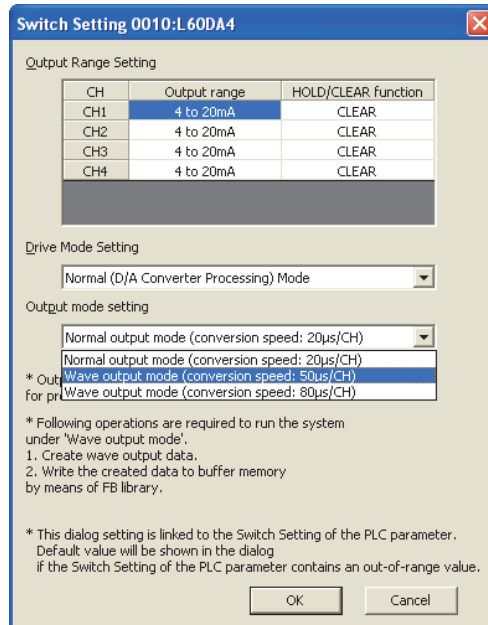 Switch Setting 0010:L60DA4
Output Range Setting
CH Output range HOLD/CLEAR function
CH1 4 to 20mA CLEAR
CH2 4 to 20mA CLEAR
CH3 4 to 20mA CLEAR
CH4 4 to 20mA CLEAR
Drive Mode Setting
Normal (D/A Converter Processing) Mode
Output mode setting
Normal output mode (conversion speed: 20μs/CH)
Normal output mode (conversion speed: 20μs/CH)
Wave output mode (conversion speed: 50μs/CH)
Wave output mode (conversion speed: 80μs/CH)
*
for
* Following operations are required to run the system
under 'Wave output mode'.
1. Create wave output data.
2. Write the created data to buffer memory
by means of FB library.
* This dialog setting is linked to the Switch Setting of the PLC parameter.
Default value will be shown in the dialog
if the Switch Setting of the PLC parameter contains an out-of-range value.
OK Cancel